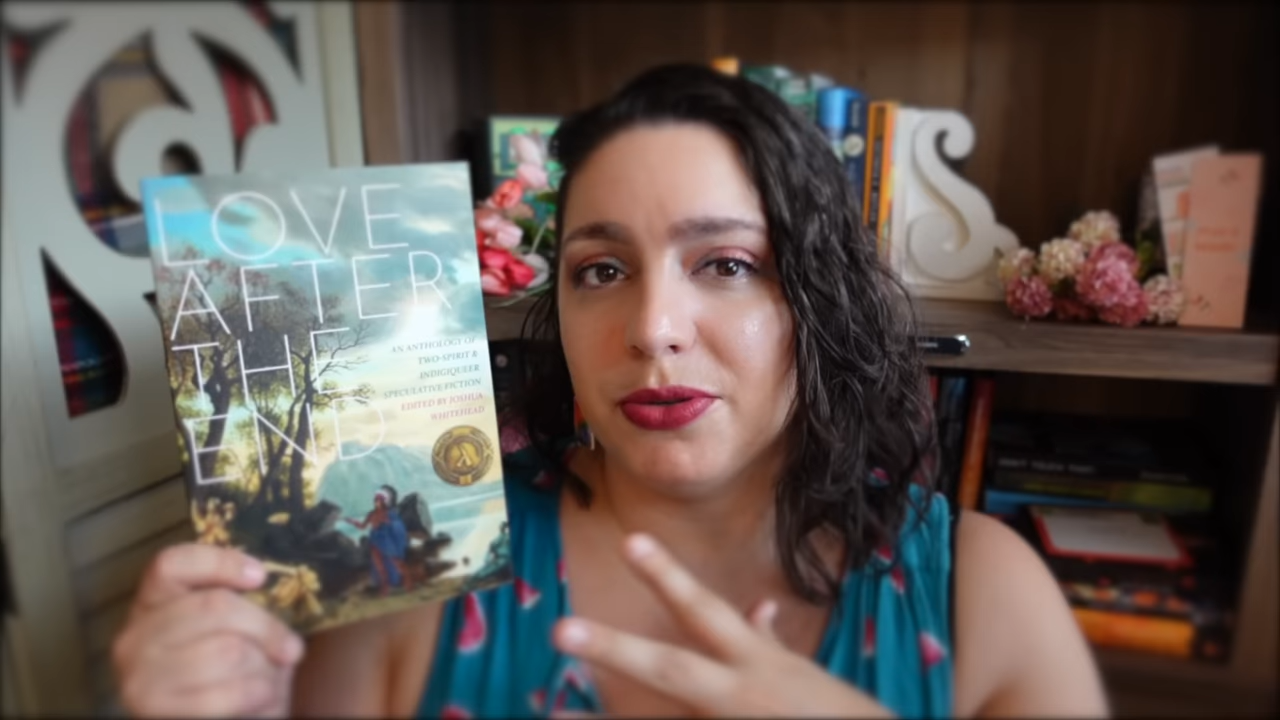 LOVE
AFTER
THE
END
AN ANTHOLOGY OF
TWO-SPIRIT &
INDIGIQUEER
SPECULATIVE FICTION
EDITED BY JOSHUA
WHITEHEAD